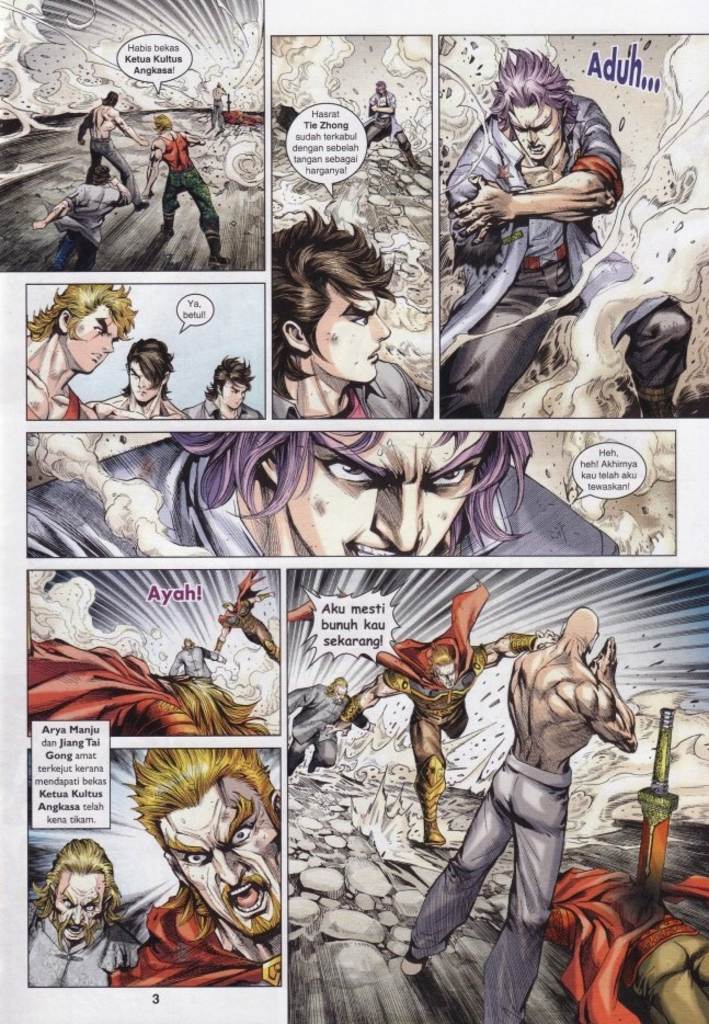 Habis bekas
Ketua Kultus
Angkasa!
Hasrat
Tie Zhong
sudah terkabul
dengan sebelah
tangan sebagai
harganya!
Aduh...
Ya,
betul!
Heh,
heh! Akhirnya
kau telah aku
tewaskan!
Ayah!
Aku mesti
bunuh kau
sekarang!
Arya Manju
dan Jiang Tai
Gong amat
terkejut kerana
mendapati bekas
Ketua Kultus
Angkasa telah
kena tikam.
3